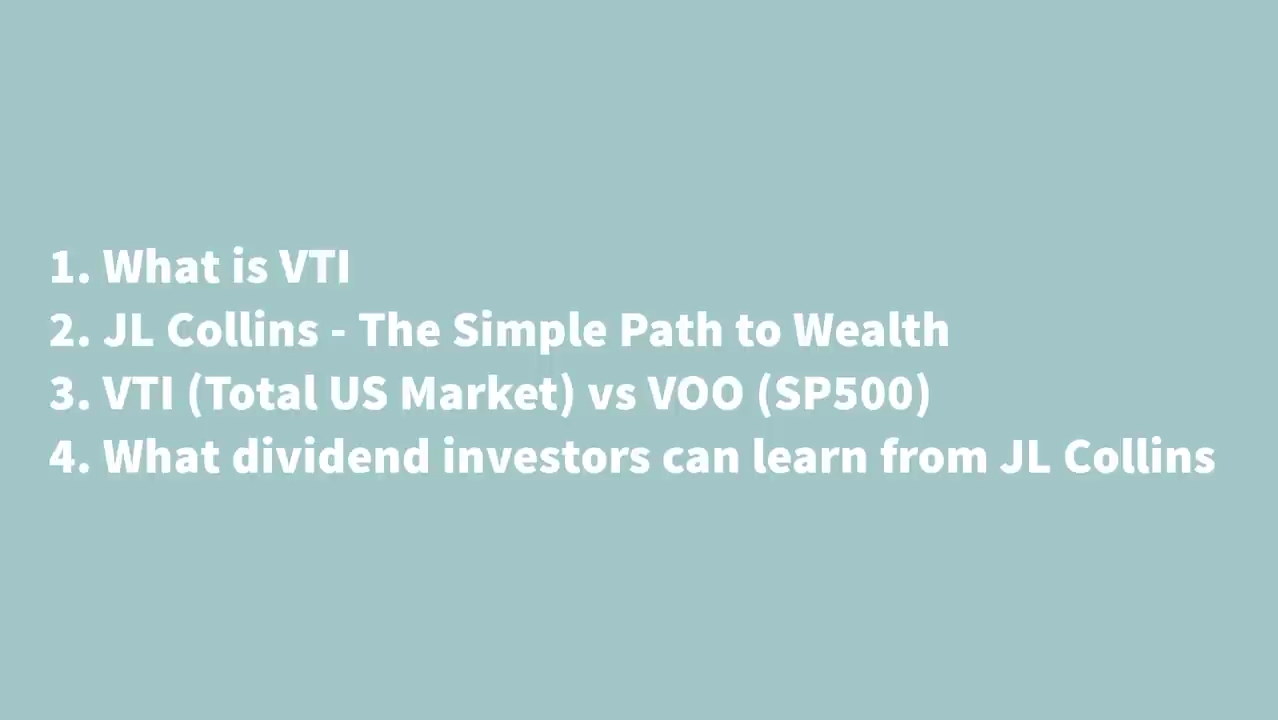 1. What is VTI
2. JL Collins - The Simple Path to Wealth
3. VTI (Total US Market) vs VOO (SP500)
4. What dividend investors can learn from JL Collins